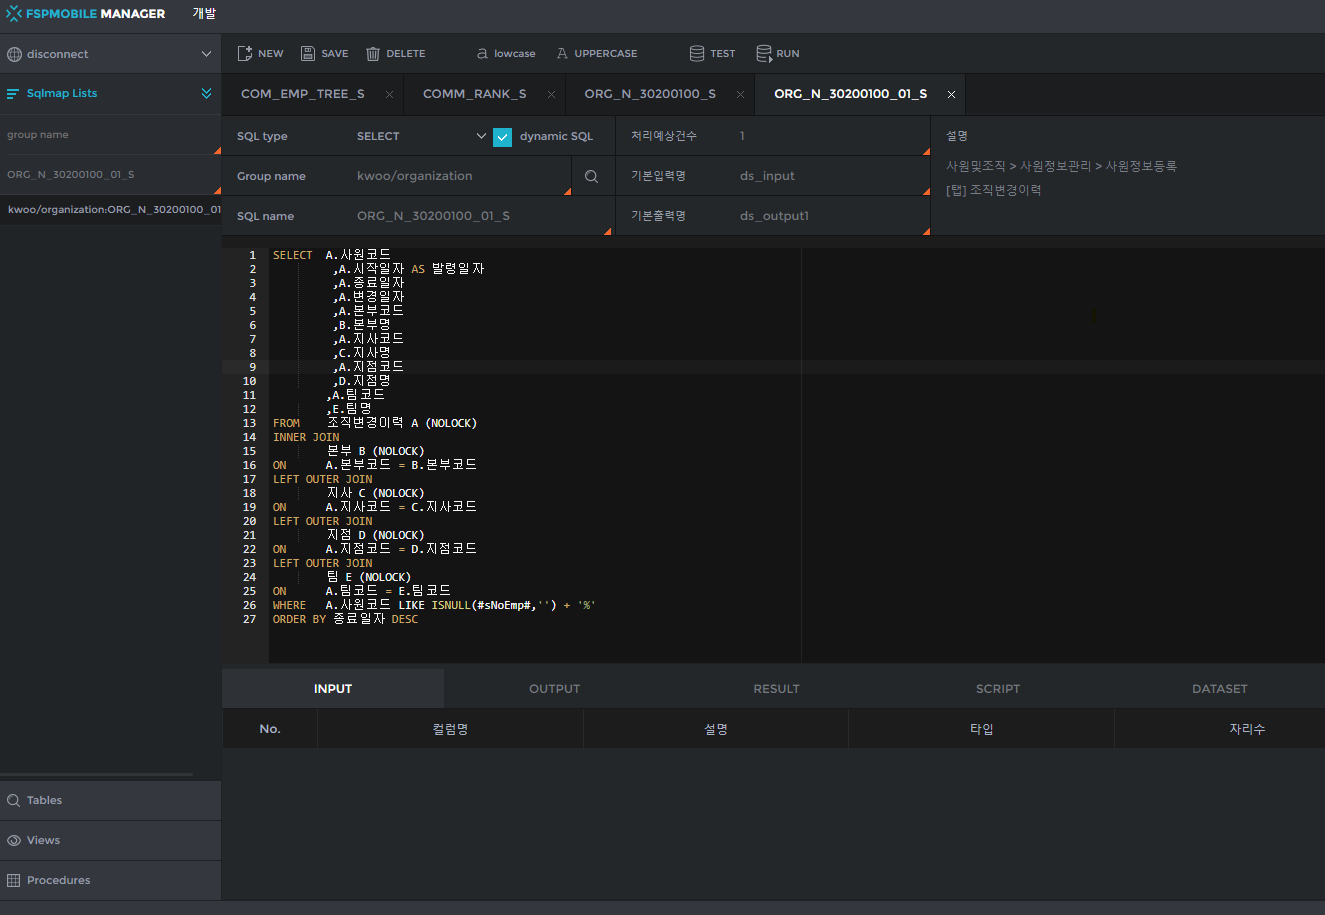 FSPMOBILE MANAGER 개발
disconnect
NEW SAVE DELETE lowcase UPPERCASE TEST RUN
Sqlmap Lists
COM_EMP_TREE_S COMM_RANK_S ORG_N_30200100_S ORG_N_30200100_01_S
group name
ORG_N_30200100_01_S
kwoo/organization:ORG_N_30200100_01
SQL type SELECT dynamic SQL 처리예상건수 1 설명
Group name kwoo/organization 기본입력명 ds_input 사원및조직 > 사원정보관리 > 사원정보등록
[탭] 조직변경이력
SQL name ORG_N_30200100_01_S 기본출력명 ds_output1
1 SELECT A.사원코드
2 ,A.시작일자 AS 발령일자
3 ,A.종료일자
4 ,A.변경일자
5 ,A.본부코드
6 ,B.본부명
7 ,A.지사코드
8 ,C.지사명
9 ,A.지점코드
10 ,D.지점명
11 ,A.팀코드
12 ,E.팀명
13 FROM 조직변경이력 A (NOLOCK)
14 INNER JOIN
15 본부 B (NOLOCK)
16 ON A.본부코드 = B.본부코드
17 LEFT OUTER JOIN
18 지사 C (NOLOCK)
19 ON A.지사코드 = C.지사코드
20 LEFT OUTER JOIN
21 지점 D (NOLOCK)
22 ON A.지점코드 = D.지점코드
23 LEFT OUTER JOIN
24 팀 E (NOLOCK)
25 ON A.팀코드 = E.팀코드
26 WHERE A.사원코드 LIKE ISNULL(#sNoEmp#,'') + '%'
27 ORDER BY 종료일자 DESC
INPUT OUTPUT RESULT SCRIPT DATASET
No. 컬럼명 설명 타입 자리수
Tables
Views
Procedures